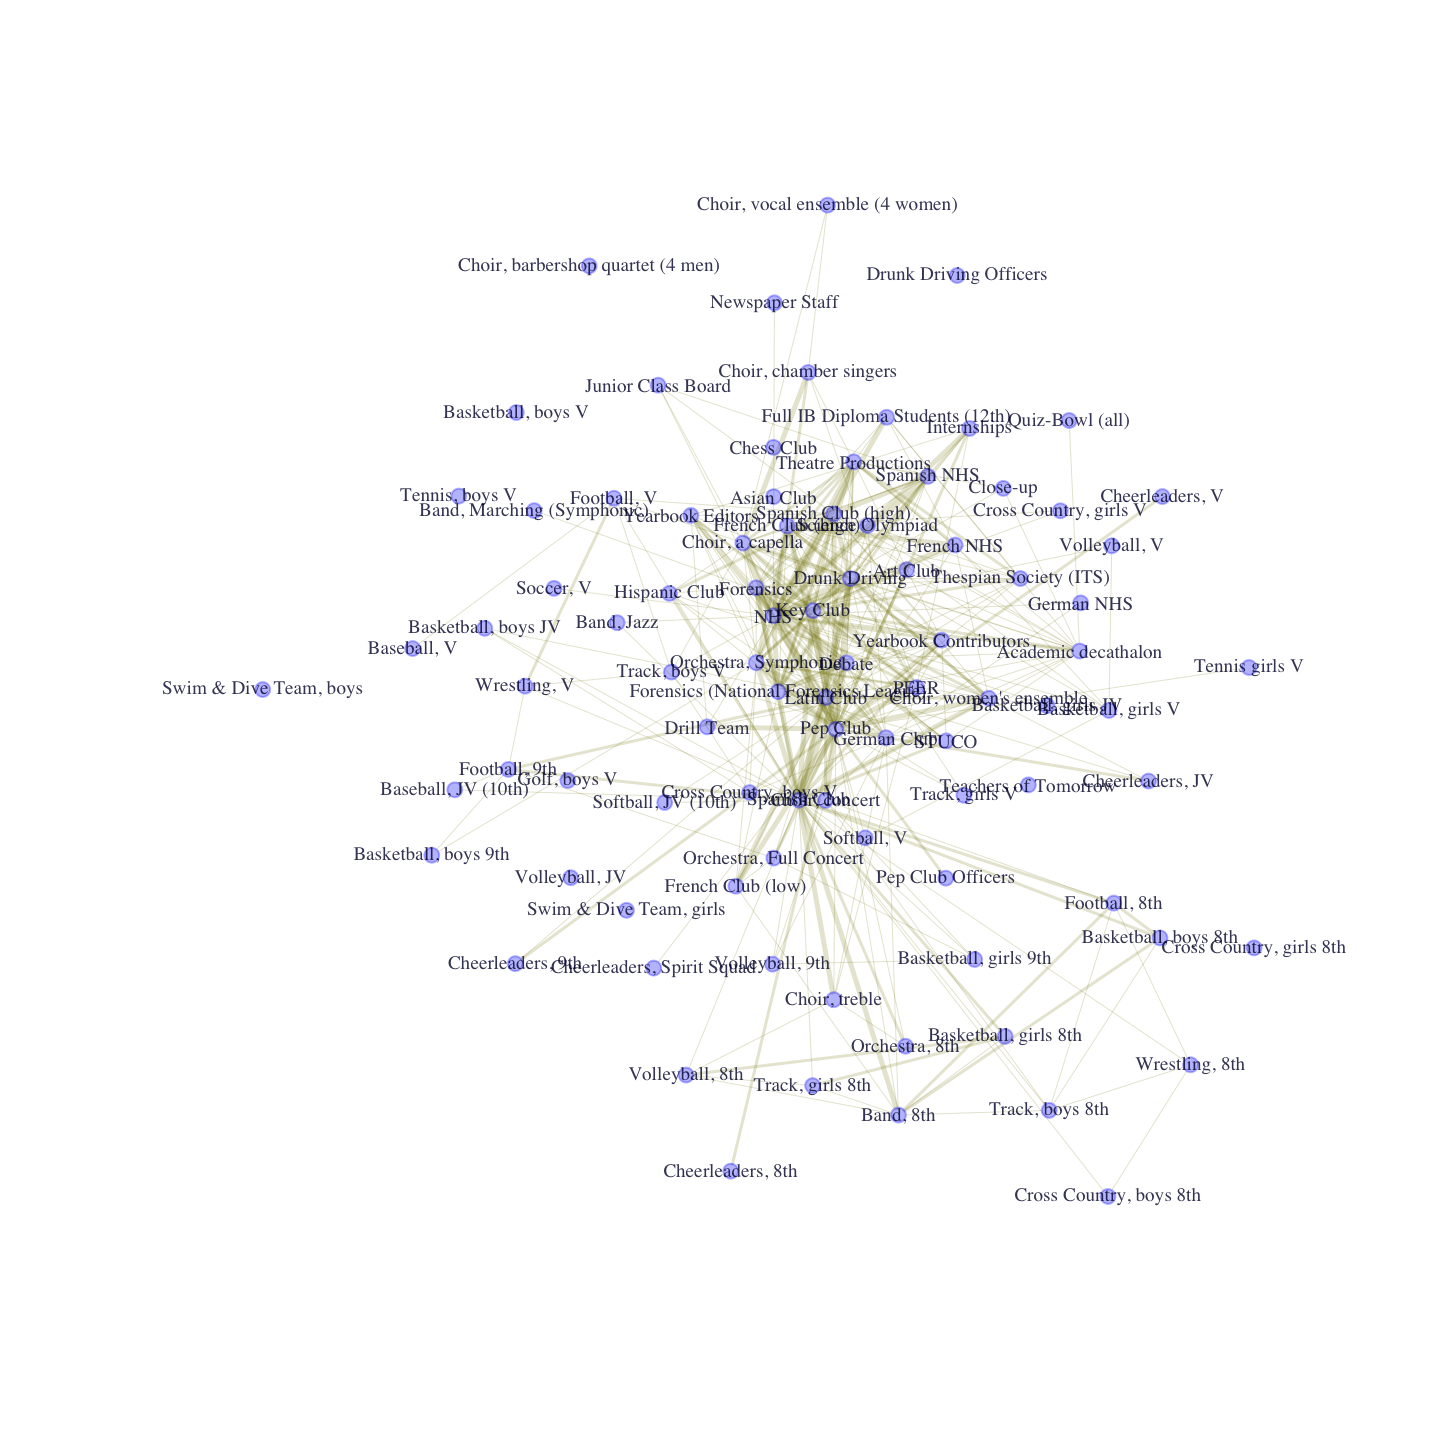 Choir, vocal ensemble (4 women)
Choir, barbershop quartet (4 men)
Drunk Driving Officers
Newspaper Staff
Choir, chamber singers
Junior Class Board
Basketball, boys V
Full IB Diploma Students (12th)
Quiz-Bowl (all)
Internships
Chess Club
Theatre Productions
Spanish NHS
Close-up
Tennis, boys V
Football, V
Asian Club
Cheerleaders, V
Band, Marching (Symphonic)
Yearbook Editors
Spanish Club (high)
Cross Country, girls V
French Club (high)
Science Olympiad
Choir, a capella
French NHS
Volleyball, V
Art Club
Drunk Driving
Thespian Society (ITS)
Soccer, V
Hispanic Club
Forensics
German NHS
Key Club
NHS
Band, Jazz
Basketball, boys JV
Baseball, V
Yearbook Contributors
Academic decathalon
Orchestra, Symphonic
Debate
Tennis girls V
Track, boys V
Swim & Dive Team, boys
Wrestling, V
Forensics (National Forensics League)
PEER
Latin Club
Choir, women's ensemble
Basketball, girls JV
Basketball, girls V
Drill Team
Pep Club
German Club
STUCO
Football, 9th
Golf, boys V
Baseball, JV (10th)
Cheerleaders, JV
Teachers of Tomorrow
Track, girls V
Cross Country, boys V
Softball, JV (10th)
Spanish Club
Choir, concert
Softball, V
Basketball, boys 9th
Orchestra, Full Concert
Volleyball, JV
Pep Club Officers
French Club (low)
Football, 8th
Swim & Dive Team, girls
Basketball, boys 8th
Cross Country, girls 8th
Basketball, girls 9th
Cheerleaders, 9th
Cheerleaders, Spirit Squad
Volleyball, 9th
Choir, treble
Basketball, girls 8th
Orchestra, 8th
Wrestling, 8th
Volleyball, 8th
Track, girls 8th
Track, boys 8th
Band, 8th
Cheerleaders, 8th
Cross Country, boys 8th